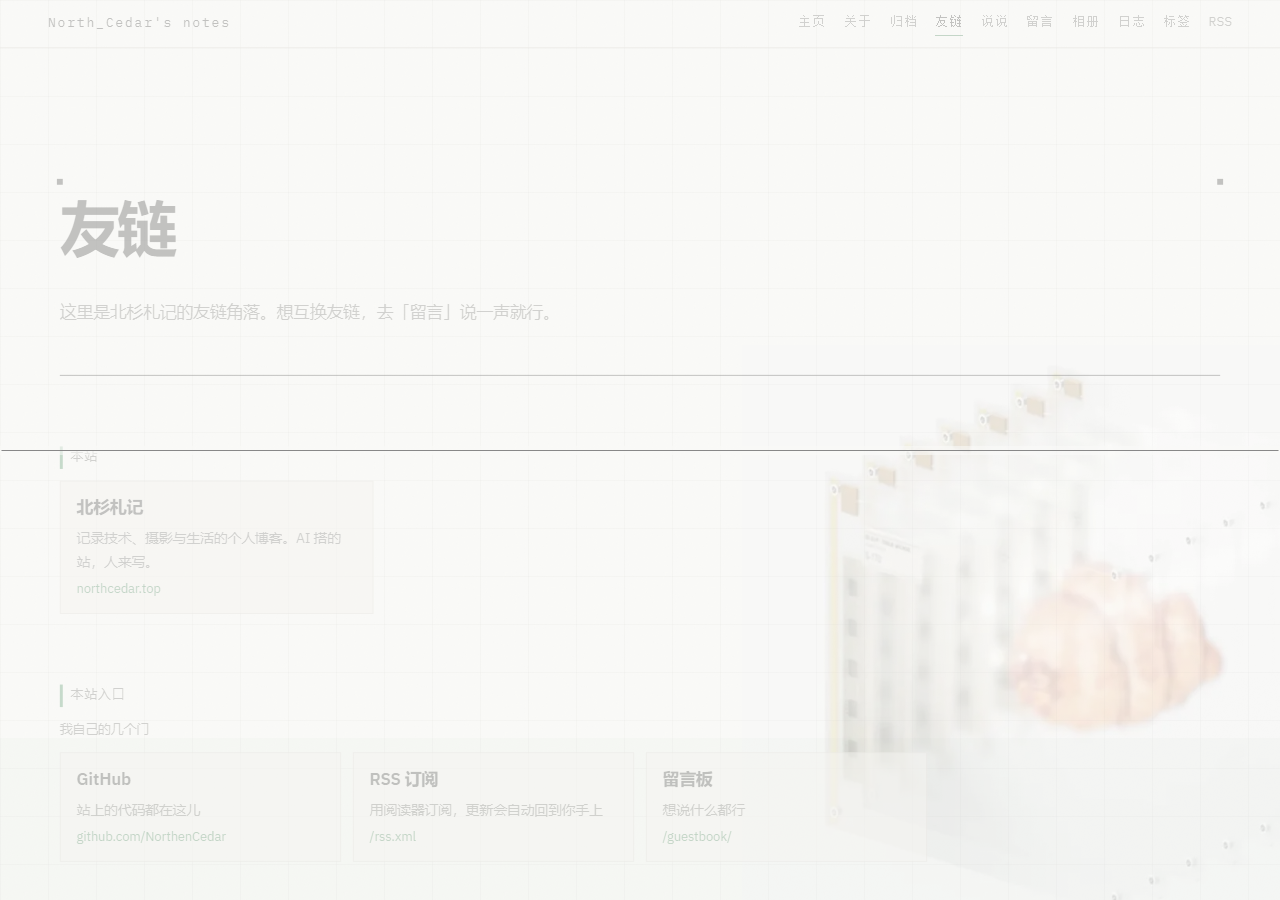 North_Cedar's notes
主页 关于 归档 友链 说说 留言 相册 日志 标签 RSS
友链
这里是北杉札记的友链角落。想互换友链，去「留言」说一声就行。
本站
北杉札记
记录技术、摄影与生活的个人博客。AI 搭的
站，人来写。
northcedar.top
本站入口
我自己的几个门
GitHub
站上的代码都在这儿
github.com/NorthenCedar
RSS 订阅
用阅读器订阅，更新会自动回到你手上
/rss.xml
留言板
想说什么都行
/guestbook/